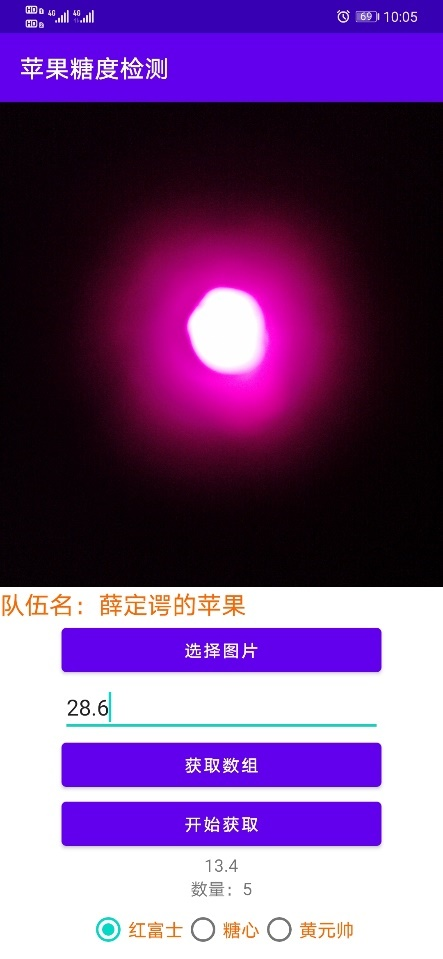 HD 1 4G 4G
HD 2
69 10:05
苹果糖度检测
队伍名：薛定谔的苹果
选择图片
28.6
获取数组
开始获取
13.4
数量：5
红富士 糖心 黄元帅